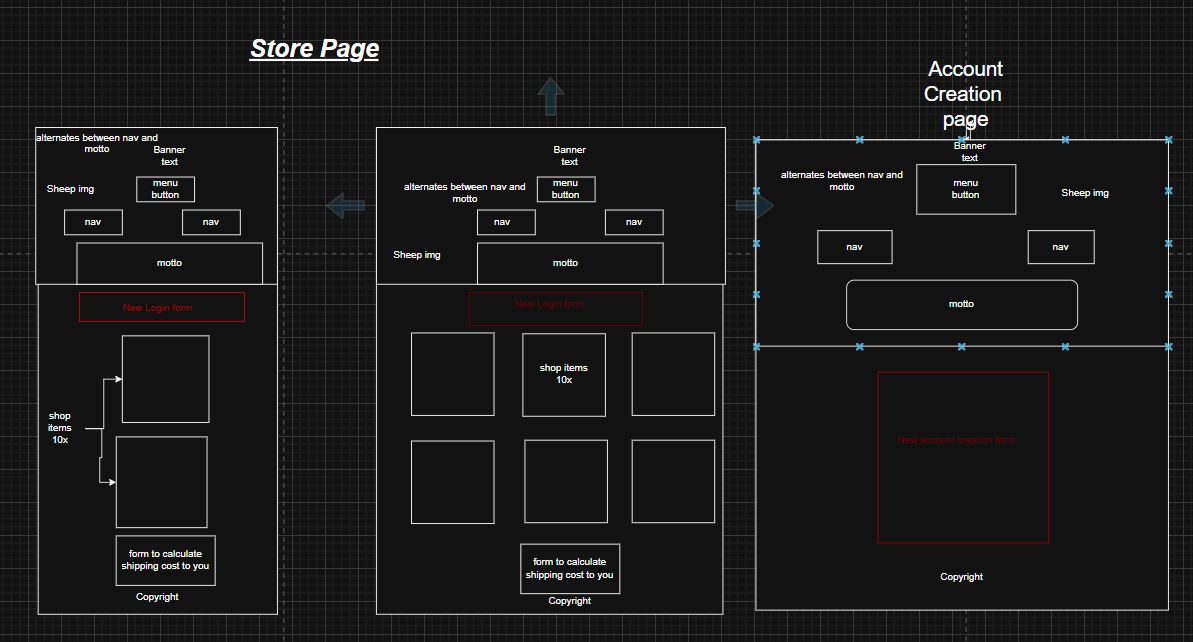 Store Page
alternates between nav and
motto
Banner
text
Sheep img
menu
button
nav
nav
motto
New Login form
shop
items
10x
form to calculate
shipping cost to you
Copyright
Banner
text
alternates between nav and
motto
menu
button
nav
nav
Sheep img
motto
New Login form
shop items
10x
form to calculate
shipping cost to you
Copyright
Account
Creation
page
Banner
text
alternates between nav and
motto
menu
button
Sheep img
nav
nav
motto
New account creation form
Copyright